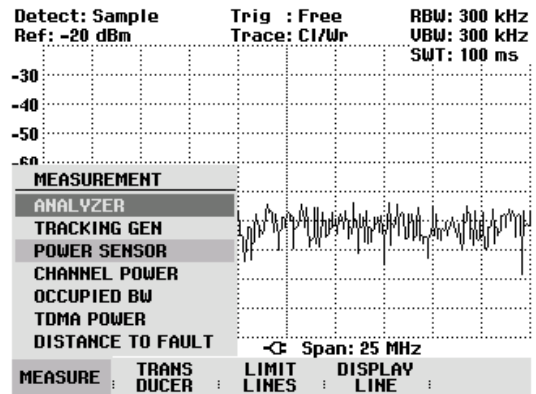 Detect: Sample Trig : Free RBW: 300 kHz
Ref: -20 dBm Trace: Cl/Wr VBW: 300 kHz
SWT: 100 ms
-30
-40
-50
-60
MEASUREMENT
ANALYZER
TRACKING GEN
POWER SENSOR
CHANNEL POWER
OCCUPIED BW
TDMA POWER
DISTANCE TO FAULT
Span: 25 MHz
MEASURE TRANS DUCER LIMIT LINES DISPLAY LINE